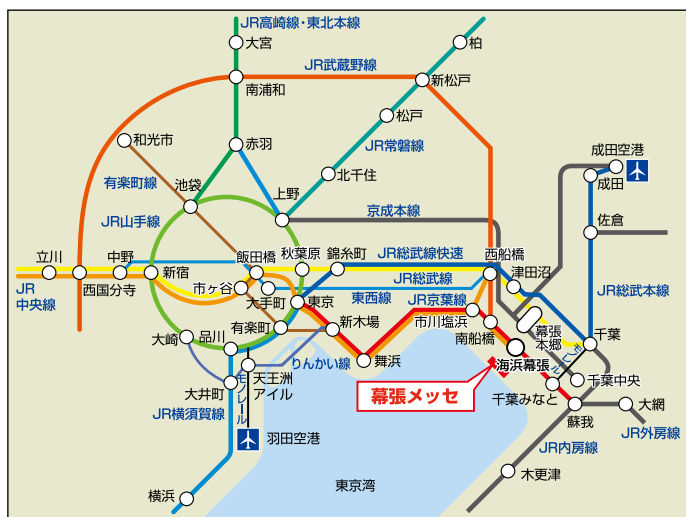 JR高崎線・東北本線
大宮
柏
JR武蔵野線
南浦和
新松戸
松戸
和光市
赤羽
JR常磐線
成田空港
有楽町線
池袋
上野
北千住
成田
JR山手線
京成本線
佐倉
立川
中野
新宿
飯田橋
秋葉原
錦糸町
JR総武線快速
西船橋
津田沼
JR
中央線
西国分寺
市ヶ谷
JR総武線
JR総武本線
大手町
東京
東西線
JR京葉線
有楽町
新木場
市川塩浜
幕張
本郷
千葉
大崎
品川
りんかい線
舞浜
南船橋
海浜幕張
モノレール
千葉中央
大井町
天王洲
アイル
幕張メッセ
千葉みなと
JR横須賀線
モノレール
蘇我
大網
羽田空港
JR内房線
JR外房線
横浜
東京湾
木更津